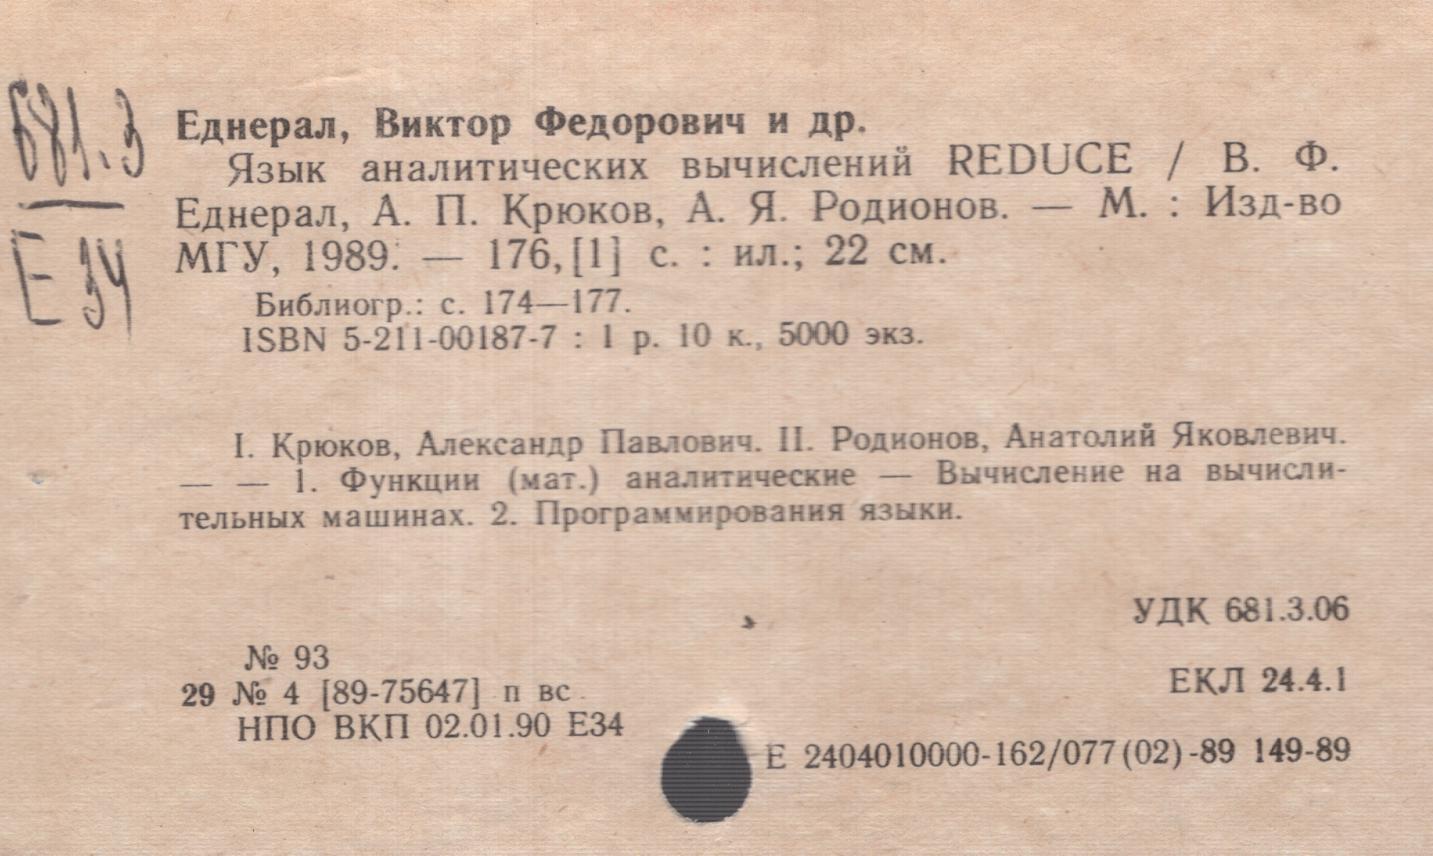 681.3
Е 34
Еднерал, Виктор Федорович и др.
Язык аналитических вычислений REDUCE / В. Ф.
Еднерал, А. П. Крюков, А. Я. Родионов. — М. : Изд-во
МГУ, 1989. — 176, [1] с. : ил.; 22 см.
Библиогр.: с. 174—177.
ISBN 5-211-00187-7 : 1 р. 10 к., 5000 экз.
I. Крюков, Александр Павлович. II. Родионов, Анатолий Яковлевич.
— — 1. Функции (мат.) аналитические — Вычисление на вычисли-
тельных машинах. 2. Программирования языки.
УДК 681.3.06
№ 93
ЕКЛ 24.4.1
29 № 4 [89-75647] п вс
НПО ВКП 02.01.90 Е34
Е 2404010000-162/077(02)-89 149-89